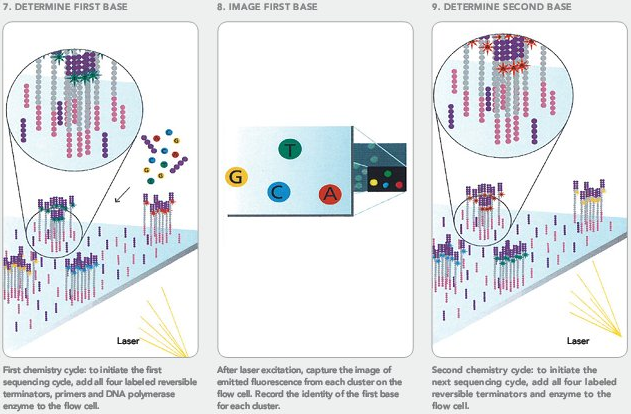 7. DETERMINE FIRST BASE
8. IMAGE FIRST BASE
9. DETERMINE SECOND BASE
G
T
C
A
Laser
Laser
First chemistry cycle: to initiate the first
sequencing cycle, add all four labeled reversible
terminators, primers and DNA polymerase
enzyme to the flow cell.
After laser excitation, capture the image of
emitted fluorescence from each cluster on the
flow cell. Record the identity of the first base
for each cluster.
Second chemistry cycle: to initiate the
next sequencing cycle, add all four labeled
reversible terminators and enzyme to the
flow cell.